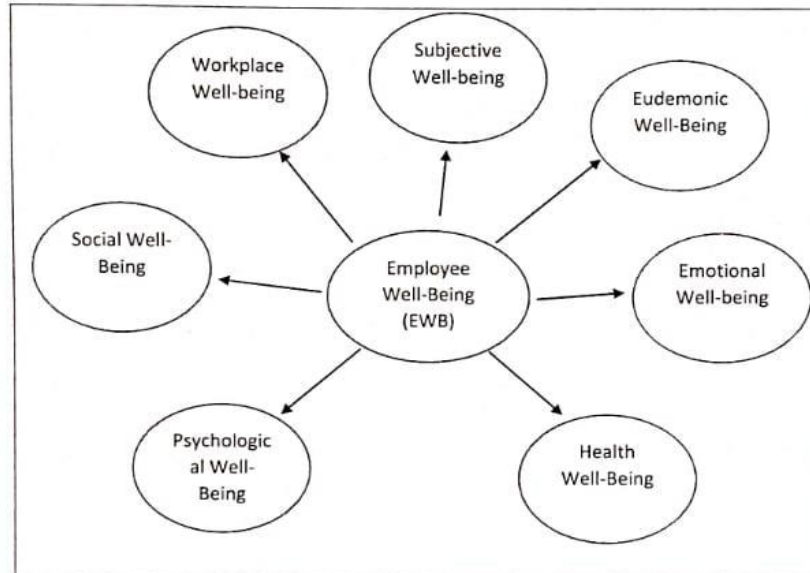 Workplace
Well-being
Subjective
Well-being
Eudemonic
Well-Being
Social Well-
Being
Employee
Well-Being
(EWB)
Emotional
Well-being
Psychologic
al Well-
Being
Health
Well-Being